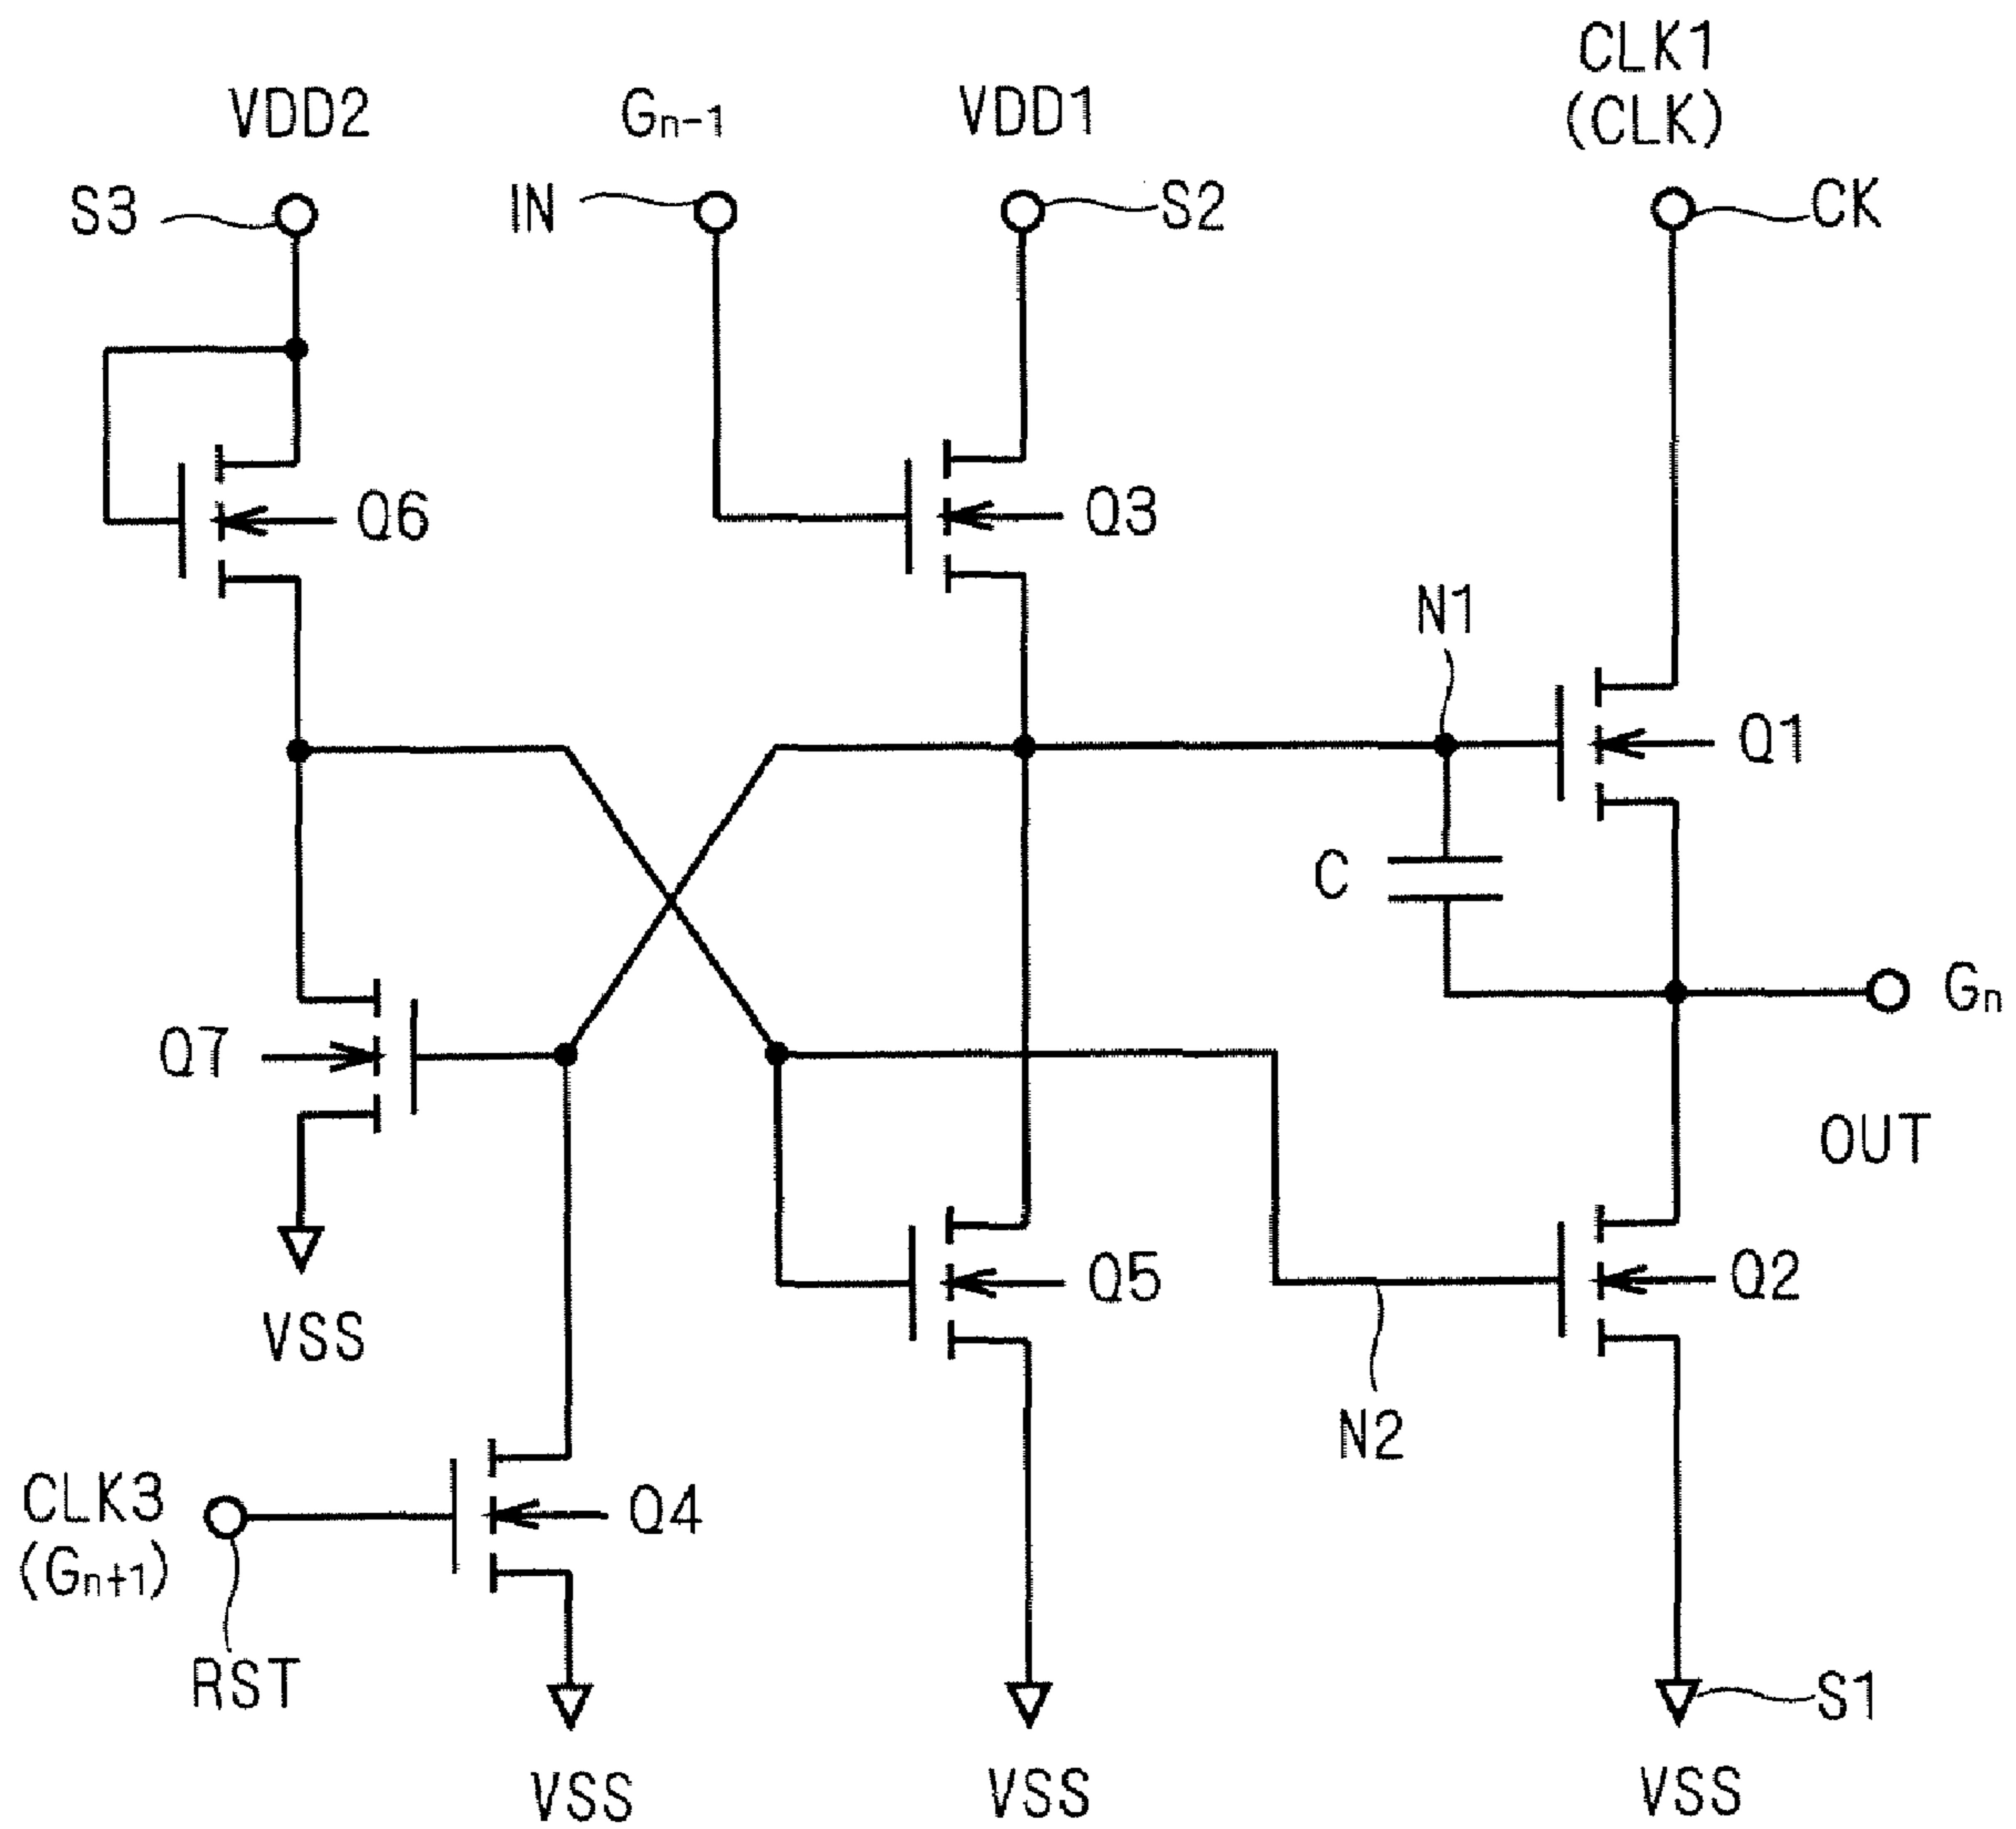 CLK1
(CLK)
VDD2
Gn-1
VDD1
S3
IN
S2
CK
Q6
Q3
N1
Q1
C
Gn
Q7
OUT
Q5
Q2
VSS
N2
CLK3
(Gn+1)
Q4
RST
S1
VSS
VSS
VSS